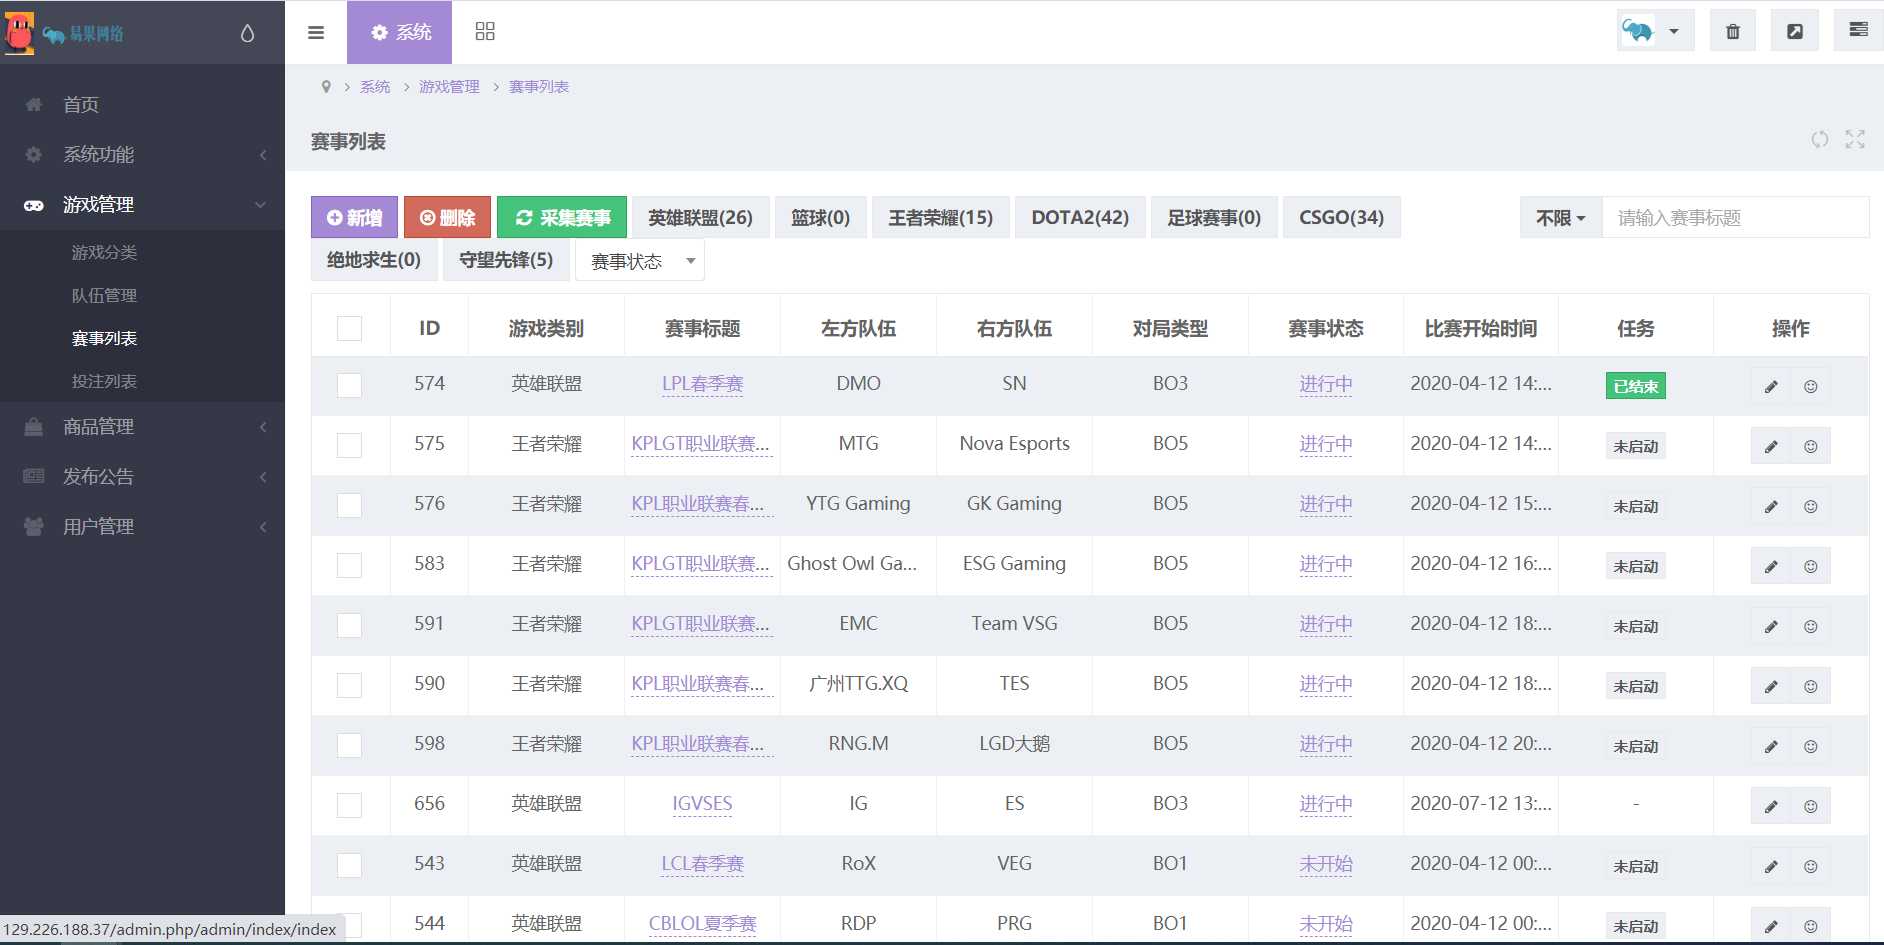 易果网络
系统
首页
系统功能
游戏管理
游戏分类
队伍管理
赛事列表
投注列表
商品管理
发布公告
用户管理
系统 游戏管理 赛事列表
赛事列表
新增 删除 采集赛事 英雄联盟(26) 篮球(0) 王者荣耀(15) DOTA2(42) 足球赛事(0) CSGO(34) 不限 请输入赛事标题
绝地求生(0) 守望先锋(5) 赛事状态
ID 游戏类别 赛事标题 左方队伍 右方队伍 对局类型 赛事状态 比赛开始时间 任务 操作
574 英雄联盟 LPL春季赛 DMO SN BO3 进行中 2020-04-12 14:... 已结束
575 王者荣耀 KPLGT职业联赛... MTG Nova Esports BO5 进行中 2020-04-12 14:... 未启动
576 王者荣耀 KPL职业联赛春... YTG Gaming GK Gaming BO5 进行中 2020-04-12 15:... 未启动
583 王者荣耀 KPLGT职业联赛... Ghost Owl Ga... ESG Gaming BO5 进行中 2020-04-12 16:... 未启动
591 王者荣耀 KPLGT职业联赛... EMC Team VSG BO5 进行中 2020-04-12 18:... 未启动
590 王者荣耀 KPL职业联赛春... 广州TTG.XQ TES BO5 进行中 2020-04-12 18:... 未启动
598 王者荣耀 KPL职业联赛春... RNG.M LGD大鹅 BO5 进行中 2020-04-12 20:... 未启动
656 英雄联盟 IGVSES IG ES BO3 进行中 2020-07-12 13:... -
543 英雄联盟 LCL春季赛 RoX VEG BO1 未开始 2020-04-12 00:... 未启动
544 英雄联盟 CBLOL夏季赛 RDP PRG BO1 未开始 2020-04-12 00:... 未启动
129.226.188.37/admin.php/admin/index/index